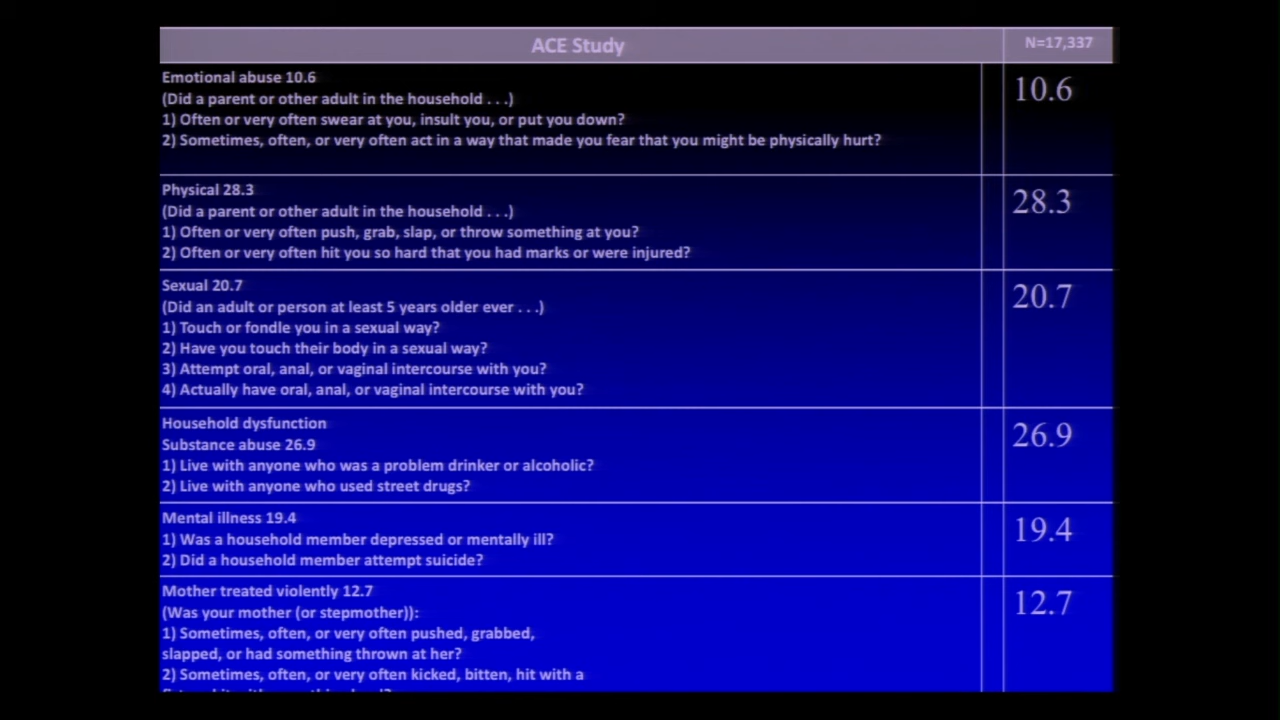 ACE Study
N=17,337
Emotional abuse 10.6
10.6
(Did a parent or other adult in the household . . .)
1) Often or very often swear at you, insult you, or put you down?
2) Sometimes, often, or very often act in a way that made you fear that you might be physically hurt?
Physical 28.3
28.3
(Did a parent or other adult in the household . . .)
1) Often or very often push, grab, slap, or throw something at you?
2) Often or very often hit you so hard that you had marks or were injured?
Sexual 20.7
20.7
(Did an adult or person at least 5 years older ever . . .)
1) Touch or fondle you in a sexual way?
2) Have you touch their body in a sexual way?
3) Attempt oral, anal, or vaginal intercourse with you?
4) Actually have oral, anal, or vaginal intercourse with you?
Household dysfunction
26.9
Substance abuse 26.9
1) Live with anyone who was a problem drinker or alcoholic?
2) Live with anyone who used street drugs?
Mental illness 19.4
19.4
1) Was a household member depressed or mentally ill?
2) Did a household member attempt suicide?
Mother treated violently 12.7
12.7
(Was your mother (or stepmother)):
1) Sometimes, often, or very often pushed, grabbed,
slapped, or had something thrown at her?
2) Sometimes, often, or very often kicked, bitten, hit with a